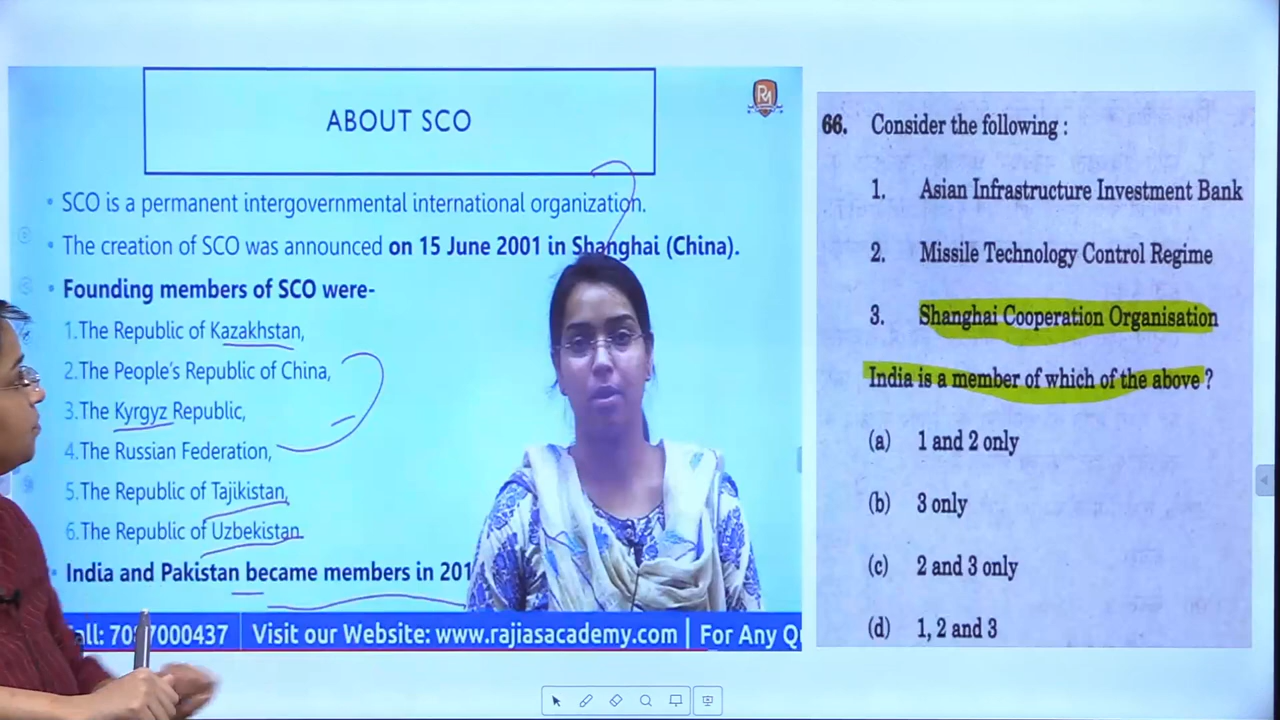 ABOUT SCO
• SCO is a permanent intergovernmental international organization.
• The creation of SCO was announced on 15 June 2001 in Shanghai (China).
• Founding members of SCO were-
1.The Republic of Kazakhstan,
2.The People's Republic of China,
3.The Kyrgyz Republic,
4.The Russian Federation,
5.The Republic of Tajikistan,
6.The Republic of Uzbekistan.
• India and Pakistan became members in 201
Visit our Website: www.rajiasacademy.com | For Any Qu
66. Consider the following :
1. Asian Infrastructure Investment Bank
2. Missile Technology Control Regime
3. Shanghai Cooperation Organisation
India is a member of which of the above ?
(a) 1 and 2 only
(b) 3 only
(c) 2 and 3 only
(d) 1, 2 and 3